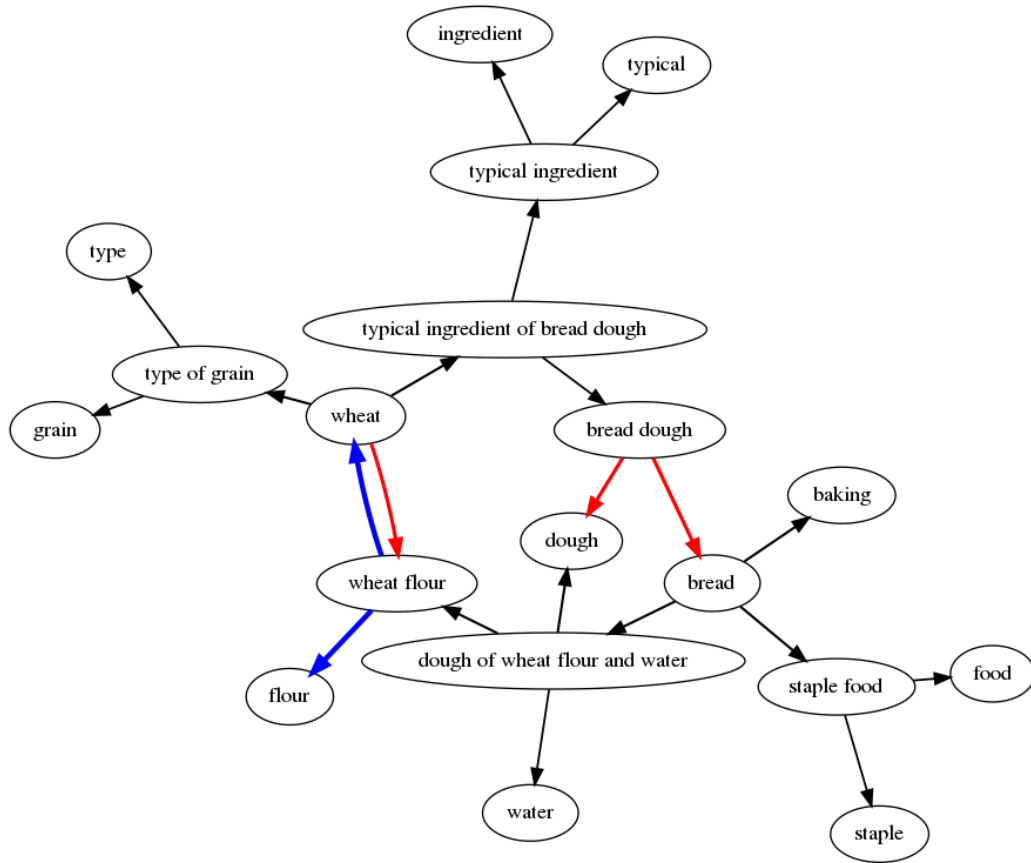 ingredient
typical
typical ingredient
type
typical ingredient of bread dough
type of grain
wheat
grain
bread dough
baking
dough
wheat flour
bread
dough of wheat flour and water
food
staple food
flour
water
staple